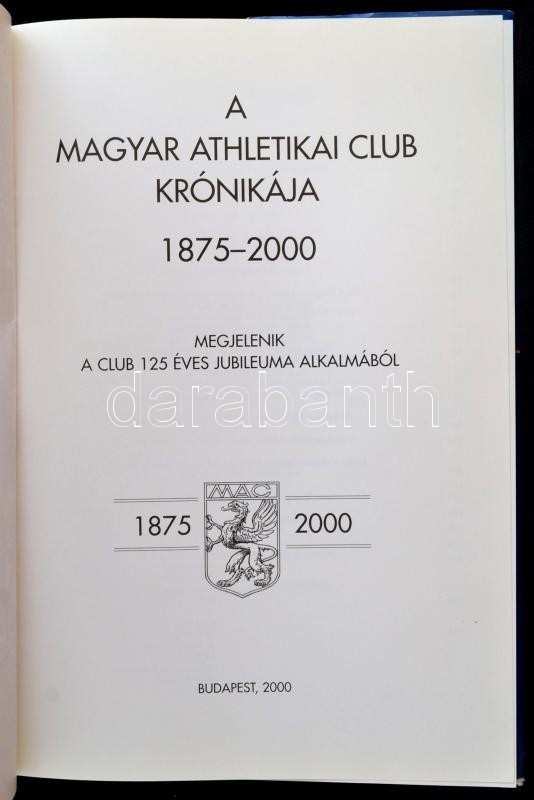 A
MAGYAR ATHLETIKAI CLUB
KRÓNIKÁJA
1875–2000
MEGJELENIK
A CLUB 125 ÉVES JUBILEUMA ALKALMÁBÓL
darabanth
MAC
1875 2000
BUDAPEST, 2000